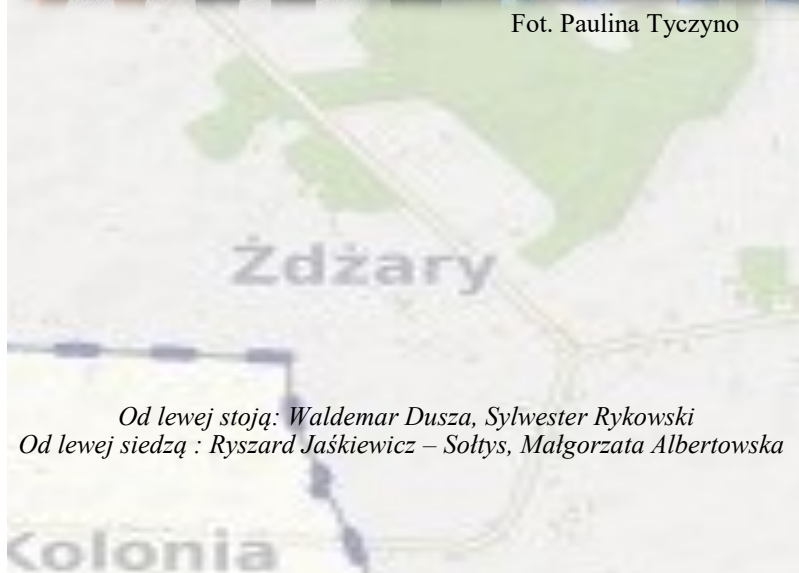 Fot. Paulina Tyczyno
Żdżary
Od lewej stoją: Waldemar Dusza, Sylwester Rykowski
Od lewej siedzą : Ryszard Jaśkiewicz – Sołtys, Małgorzata Albertowska
Kolonia